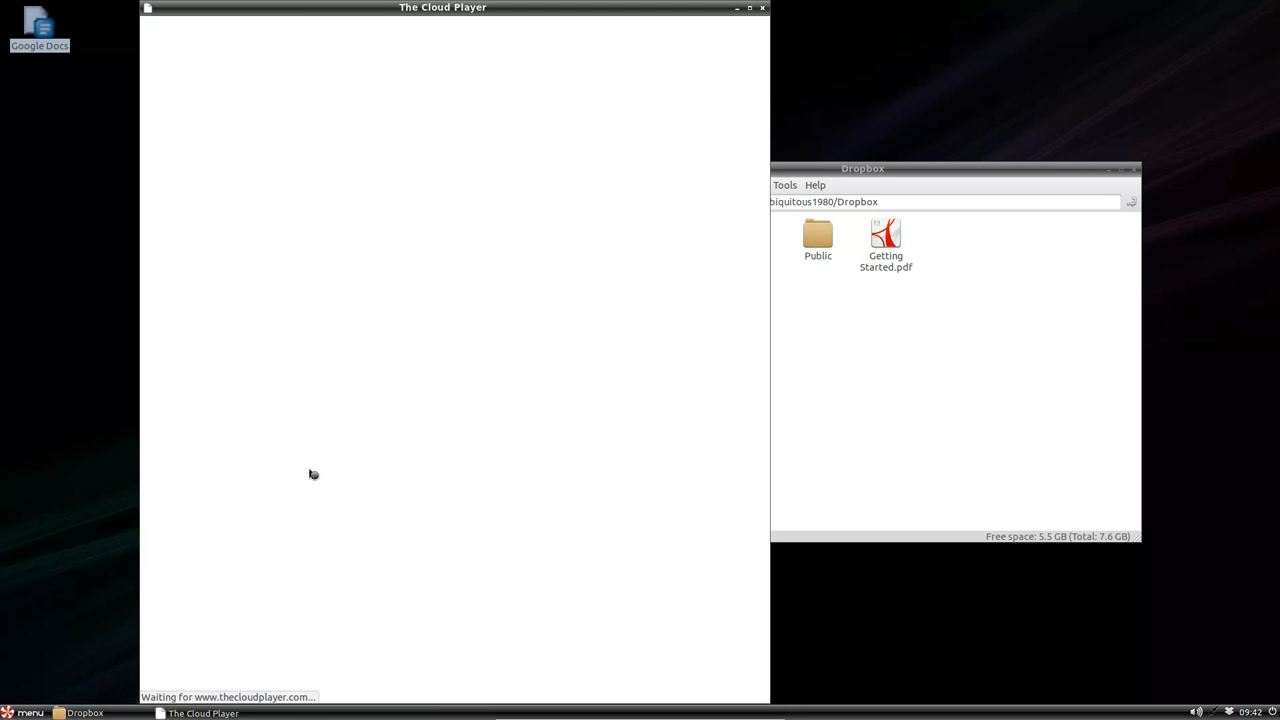 Google Docs
The Cloud Player
Dropbox
Tools Help
biquitous1980/Dropbox
Public
Getting
Started.pdf
Free space: 5.5 GB (Total: 7.6 GB)
Waiting for www.thecloudplayer.com...
menu Dropbox The Cloud Player 09:42